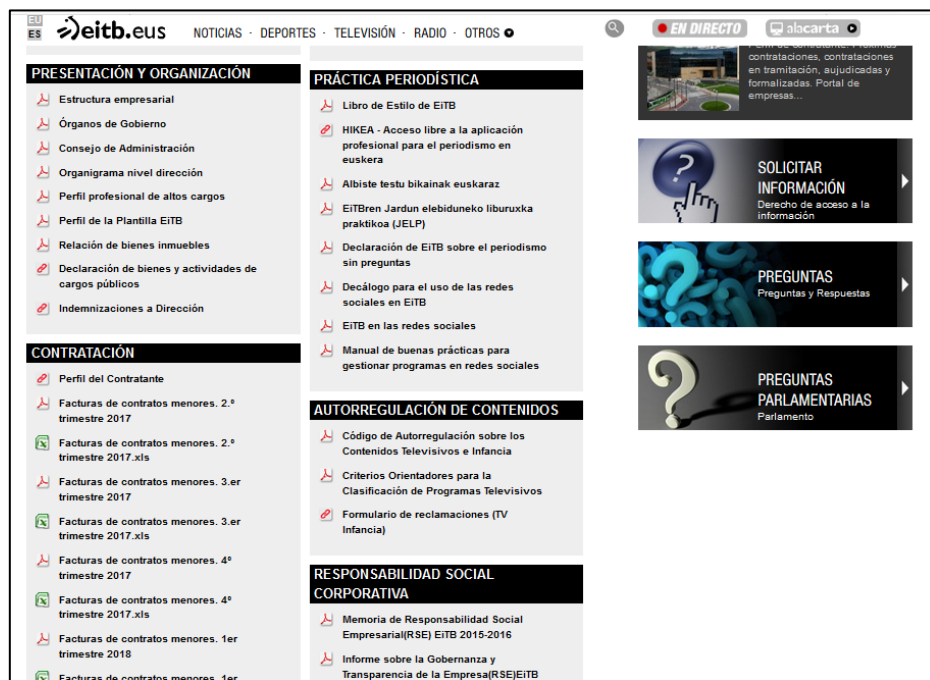 EU
ES
eitb.eus
NOTICIAS · DEPORTES · TELEVISIÓN · RADIO · OTROS
EN DIRECTO
alacarta
PRESENTACIÓN Y ORGANIZACIÓN
Estructura empresarial
Órganos de Gobierno
Consejo de Administración
Organigrama nivel dirección
Perfil profesional de altos cargos
Perfil de la Plantilla EiTB
Relación de bienes inmuebles
Declaración de bienes y actividades de
cargos públicos
Indemnizaciones a Dirección
CONTRATACIÓN
Perfil del Contratante
Facturas de contratos menores. 2.º
trimestre 2017
Facturas de contratos menores. 2.º
trimestre 2017.xls
Facturas de contratos menores. 3.er
trimestre 2017
Facturas de contratos menores. 3.er
trimestre 2017.xls
Facturas de contratos menores. 4º
trimestre 2017
Facturas de contratos menores. 4º
trimestre 2017.xls
Facturas de contratos menores. 1er
trimestre 2018
Facturas de contratos menores. 1er
PRÁCTICA PERIODÍSTICA
Libro de Estilo de EiTB
HIKEA - Acceso libre a la aplicación
profesional para el periodismo en
euskera
Albiste testu bikainak euskaraz
EiTBren Jardun elebiduneko liburuxka
praktikoa (JELP)
Declaración de EiTB sobre el periodismo
sin preguntas
Decálogo para el uso de las redes
sociales en EiTB
EiTB en las redes sociales
Manual de buenas prácticas para
gestionar programas en redes sociales
AUTORREGULACIÓN DE CONTENIDOS
Código de Autorregulación sobre los
Contenidos Televisivos e Infancia
Criterios Orientadores para la
Clasificación de Programas Televisivos
Formulario de reclamaciones (TV
Infancia)
RESPONSABILIDAD SOCIAL
CORPORATIVA
Memoria de Responsabilidad Social
Empresarial(RSE) EiTB 2015-2016
Informe sobre la Gobernanza y
Transparencia de la Empresa(RSE)EiTB
Perfil de contratante. Próximas
contrataciones, contrataciones
en tramitación, aujudicadas y
formalizadas. Portal de
empresas...
SOLICITAR
INFORMACIÓN
Derecho de acceso a la
información
PREGUNTAS
Preguntas y Respuestas
PREGUNTAS
PARLAMENTARIAS
Parlamento